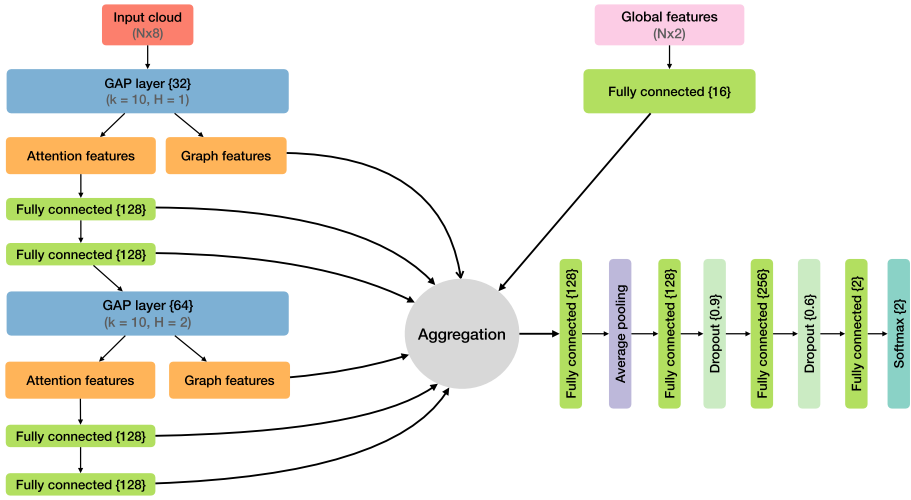 Input cloud
(Nx8)
GAP layer {32}
(k = 10, H = 1)
Attention features
Graph features
Fully connected {128}
Fully connected {128}
GAP layer {64}
(k = 10, H = 2)
Attention features
Graph features
Fully connected {128}
Fully connected {128}
Global features
(Nx2)
Fully connected {16}
Aggregation
Fully connected {128}
Average pooling
Fully connected {128}
Dropout {0.9}
Fully connected {256}
Dropout {0.6}
Fully connected {2}
Softmax {2}